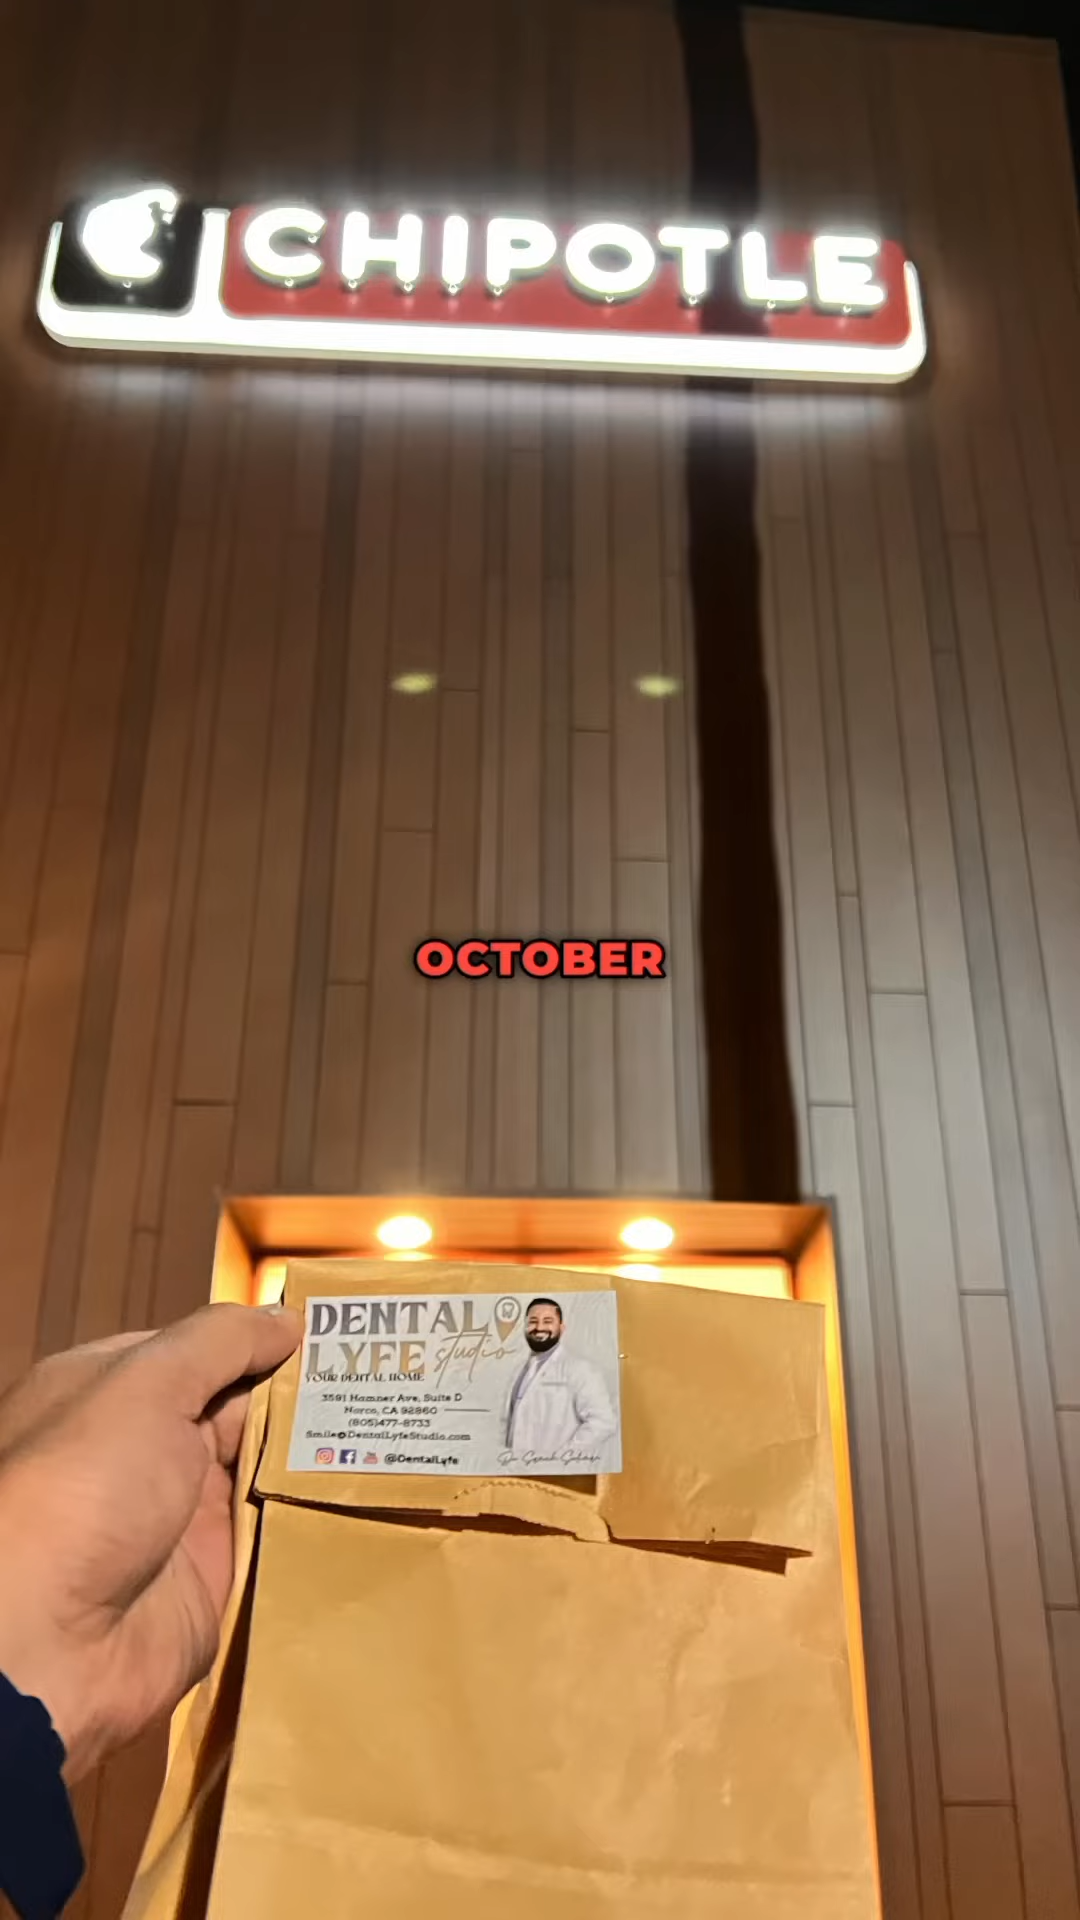 CHIPOTLE
OCTOBER
DENTAL
LYFE studio
YOUR DENTAL HOME
3591 Hamner Ave, Suite D
Norco, CA 92860
(805)477-8733
Smile@DentalLyfeStudio.com
@DentalLyfe
Dr.